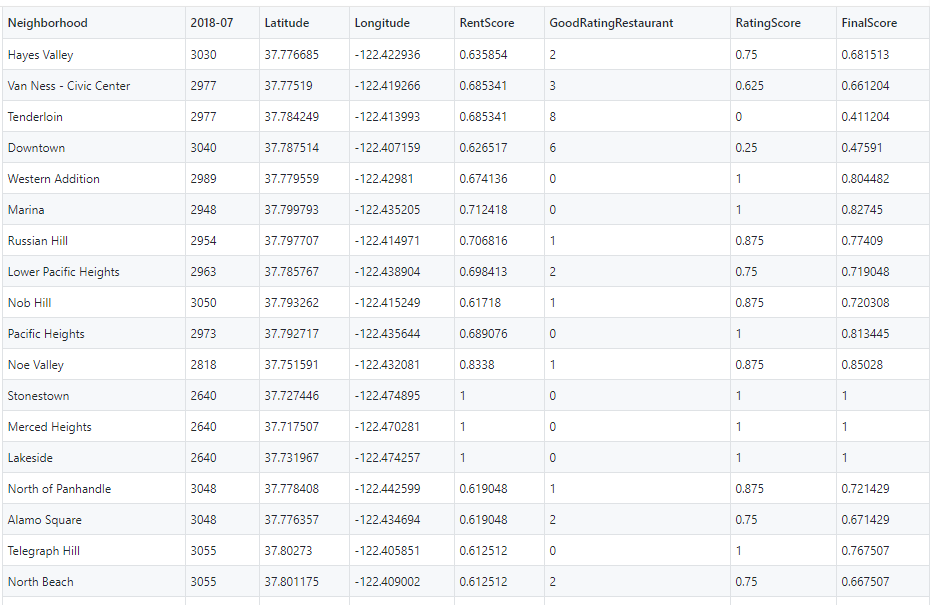 Neighborhood 2018-07 Latitude Longitude RentScore GoodRatingRestaurant RatingScore FinalScore
Hayes Valley 3030 37.776685 -122.422936 0.635854 2 0.75 0.681513
Van Ness - Civic Center 2977 37.77519 -122.419266 0.685341 3 0.625 0.661204
Tenderloin 2977 37.784249 -122.413993 0.685341 8 0 0.411204
Downtown 3040 37.787514 -122.407159 0.626517 6 0.25 0.47591
Western Addition 2989 37.779559 -122.42981 0.674136 0 1 0.804482
Marina 2948 37.799793 -122.435205 0.712418 0 1 0.82745
Russian Hill 2954 37.797707 -122.414971 0.706816 1 0.875 0.77409
Lower Pacific Heights 2963 37.785767 -122.438904 0.698413 2 0.75 0.719048
Nob Hill 3050 37.793262 -122.415249 0.61718 1 0.875 0.720308
Pacific Heights 2973 37.792717 -122.435644 0.689076 0 1 0.813445
Noe Valley 2818 37.751591 -122.432081 0.8338 1 0.875 0.85028
Stonestown 2640 37.727446 -122.474895 1 0 1 1
Merced Heights 2640 37.717507 -122.470281 1 0 1 1
Lakeside 2640 37.731967 -122.474257 1 0 1 1
North of Panhandle 3048 37.778408 -122.442599 0.619048 1 0.875 0.721429
Alamo Square 3048 37.776357 -122.434694 0.619048 2 0.75 0.671429
Telegraph Hill 3055 37.80273 -122.405851 0.612512 0 1 0.767507
North Beach 3055 37.801175 -122.409002 0.612512 2 0.75 0.667507